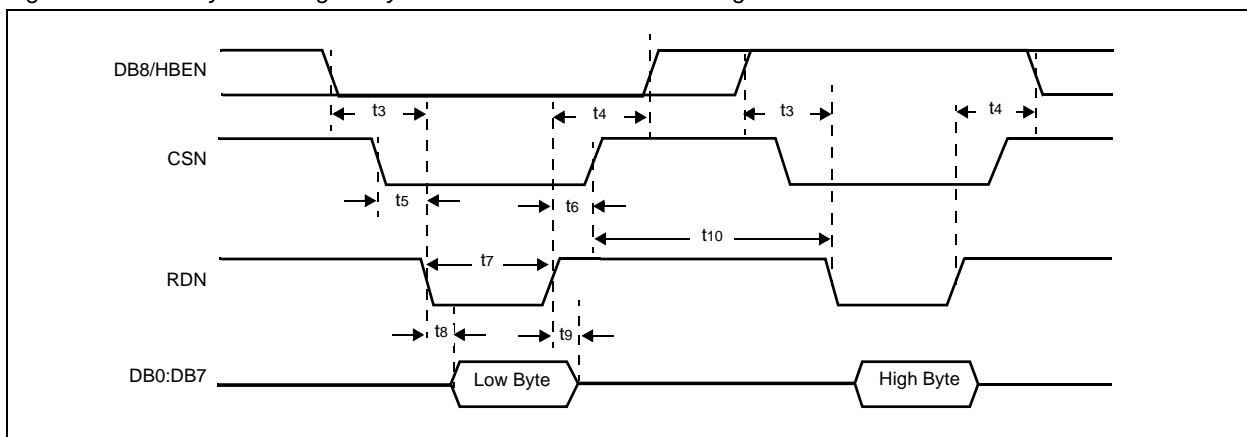 DB8/HBEN
t3
t4
t3
t4
CSN
t5
t6
t10
RDN
t7
t8
t9
DB0:DB7
Low Byte
High Byte